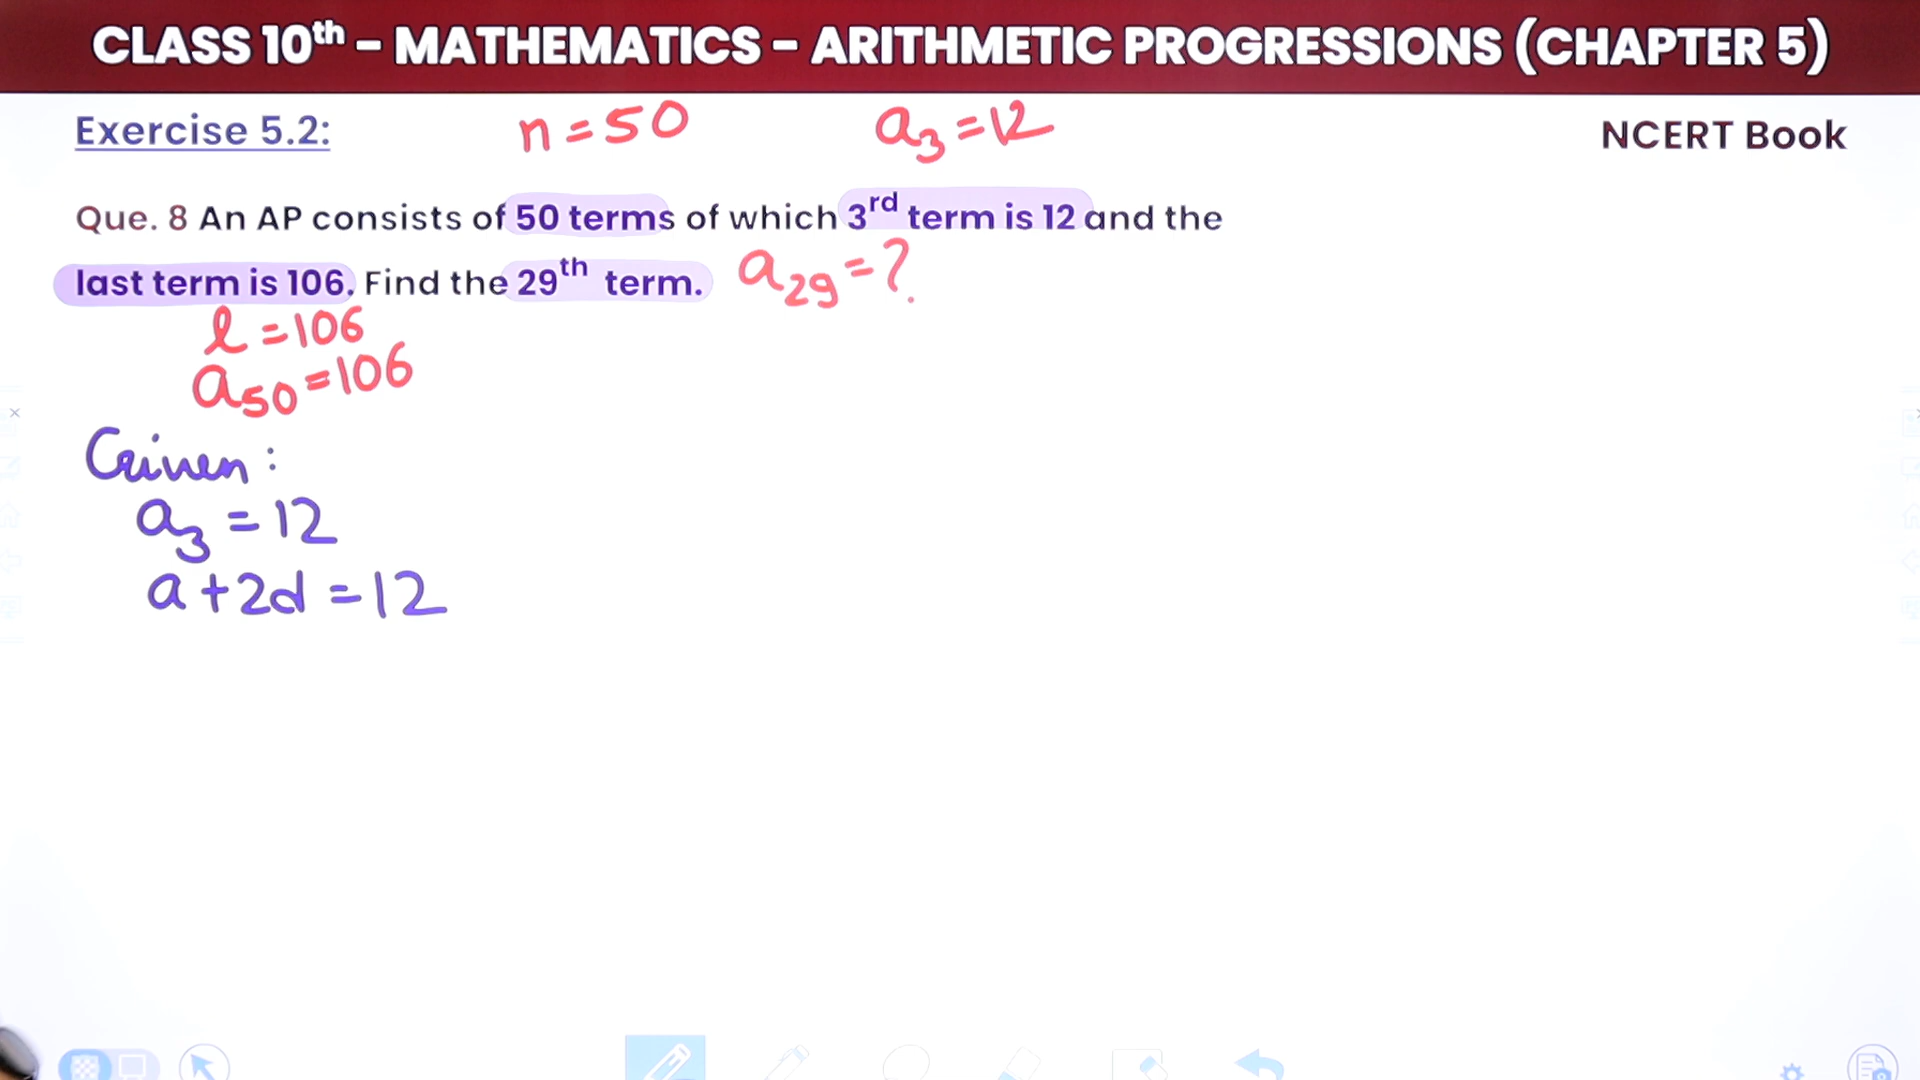 CLASS 10th – MATHEMATICS – ARITHMETIC PROGRESSIONS (CHAPTER 5)
Exercise 5.2:
n = 50
a₃ = 12
NCERT Book
Que. 8 An AP consists of 50 terms of which 3rd term is 12 and the
last term is 106. Find the 29th term.
a₂₉ = ?
l = 106
a₅₀ = 106
Given :
a₃ = 12
a + 2d = 12